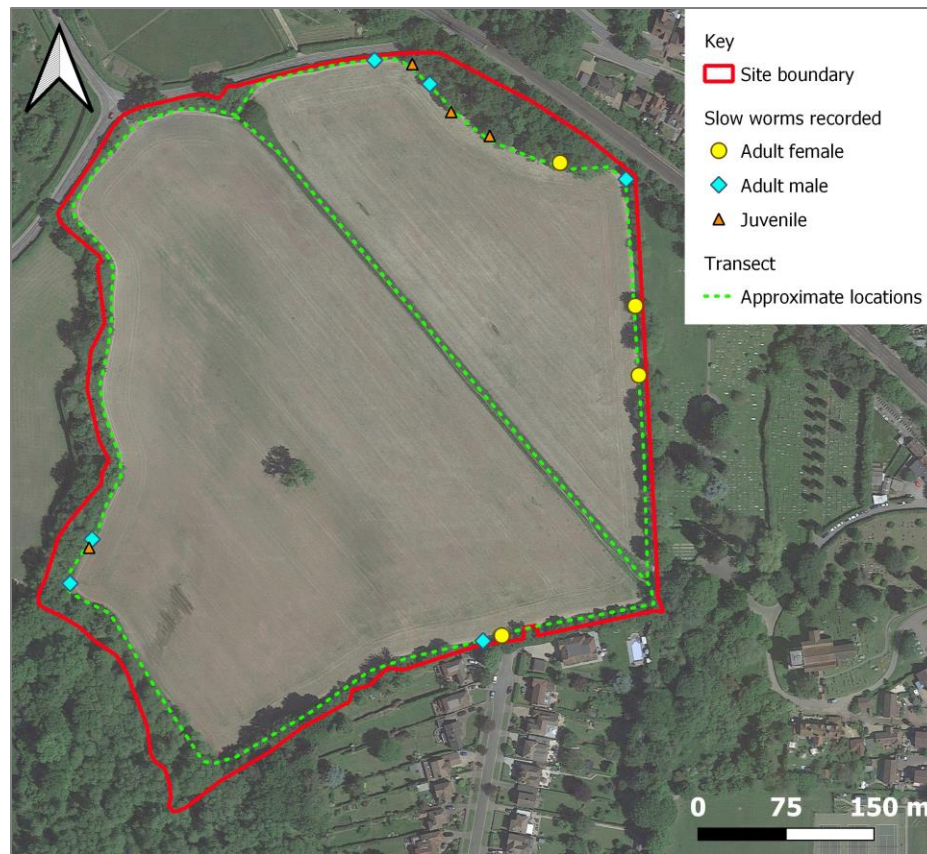 Key
Site boundary
Slow worms recorded
Adult female
Adult male
Juvenile
Transect
Approximate locations
0 75 150 m